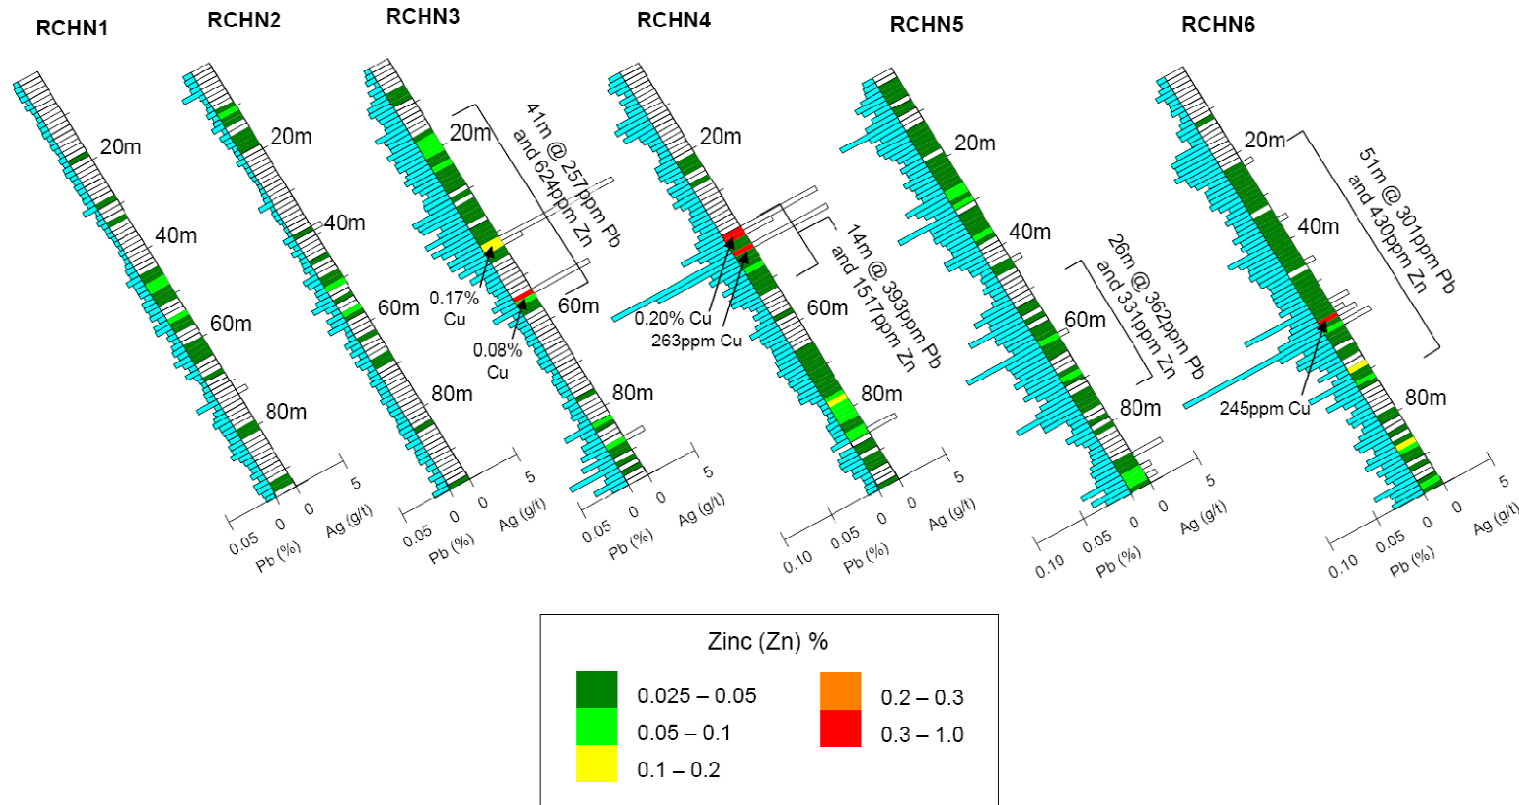 RCHN1
RCHN2
RCHN3
RCHN4
RCHN5
RCHN6
20m
40m
60m
80m
0.05
0
0
5
Pb (%)
Ag (g/t)
20m
40m
60m
80m
0.05
0
0
5
Pb (%)
Ag (g/t)
20m
41m @ 257ppm Pb
and 624ppm Zn
0.17%
Cu
60m
0.08%
Cu
80m
0.05
0
0
5
Pb (%)
Ag (g/t)
20m
14m @ 393ppm Pb
and 1517ppm Zn
0.20% Cu
263ppm Cu
60m
80m
0.10
0.05
0
0
5
Pb (%)
Ag (g/t)
20m
40m
26m @ 362ppm Pb
and 331ppm Zn
60m
80m
0.10
0.05
0
0
5
Pb (%)
Ag (g/t)
20m
51m @ 301ppm Pb
and 430ppm Zn
40m
245ppm Cu
80m
0.10
0.05
0
0
5
Pb (%)
Ag (g/t)
Zinc (Zn) %
0.025 – 0.05
0.05 – 0.1
0.1 – 0.2
0.2 – 0.3
0.3 – 1.0